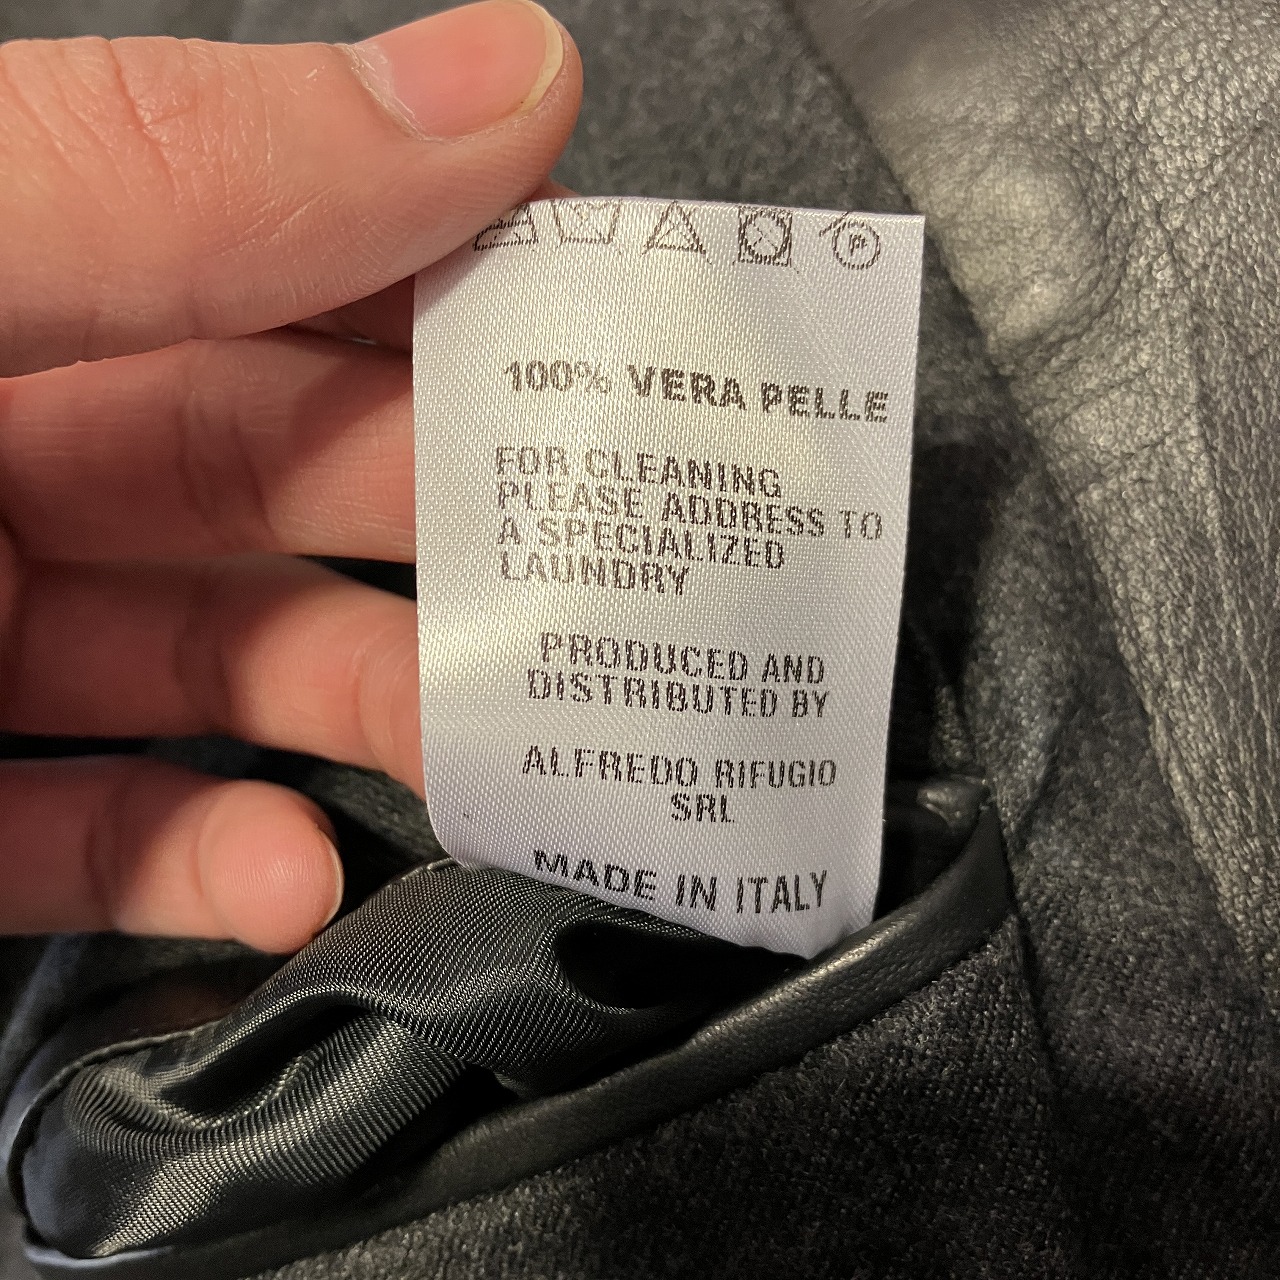 P
100% VERA PELLE
FOR CLEANING
PLEASE ADDRESS TO
A SPECIALIZED
LAUNDRY
PRODUCED AND
DISTRIBUTED BY
ALFREDO RIFUGIO
SRL
MADE IN ITALY